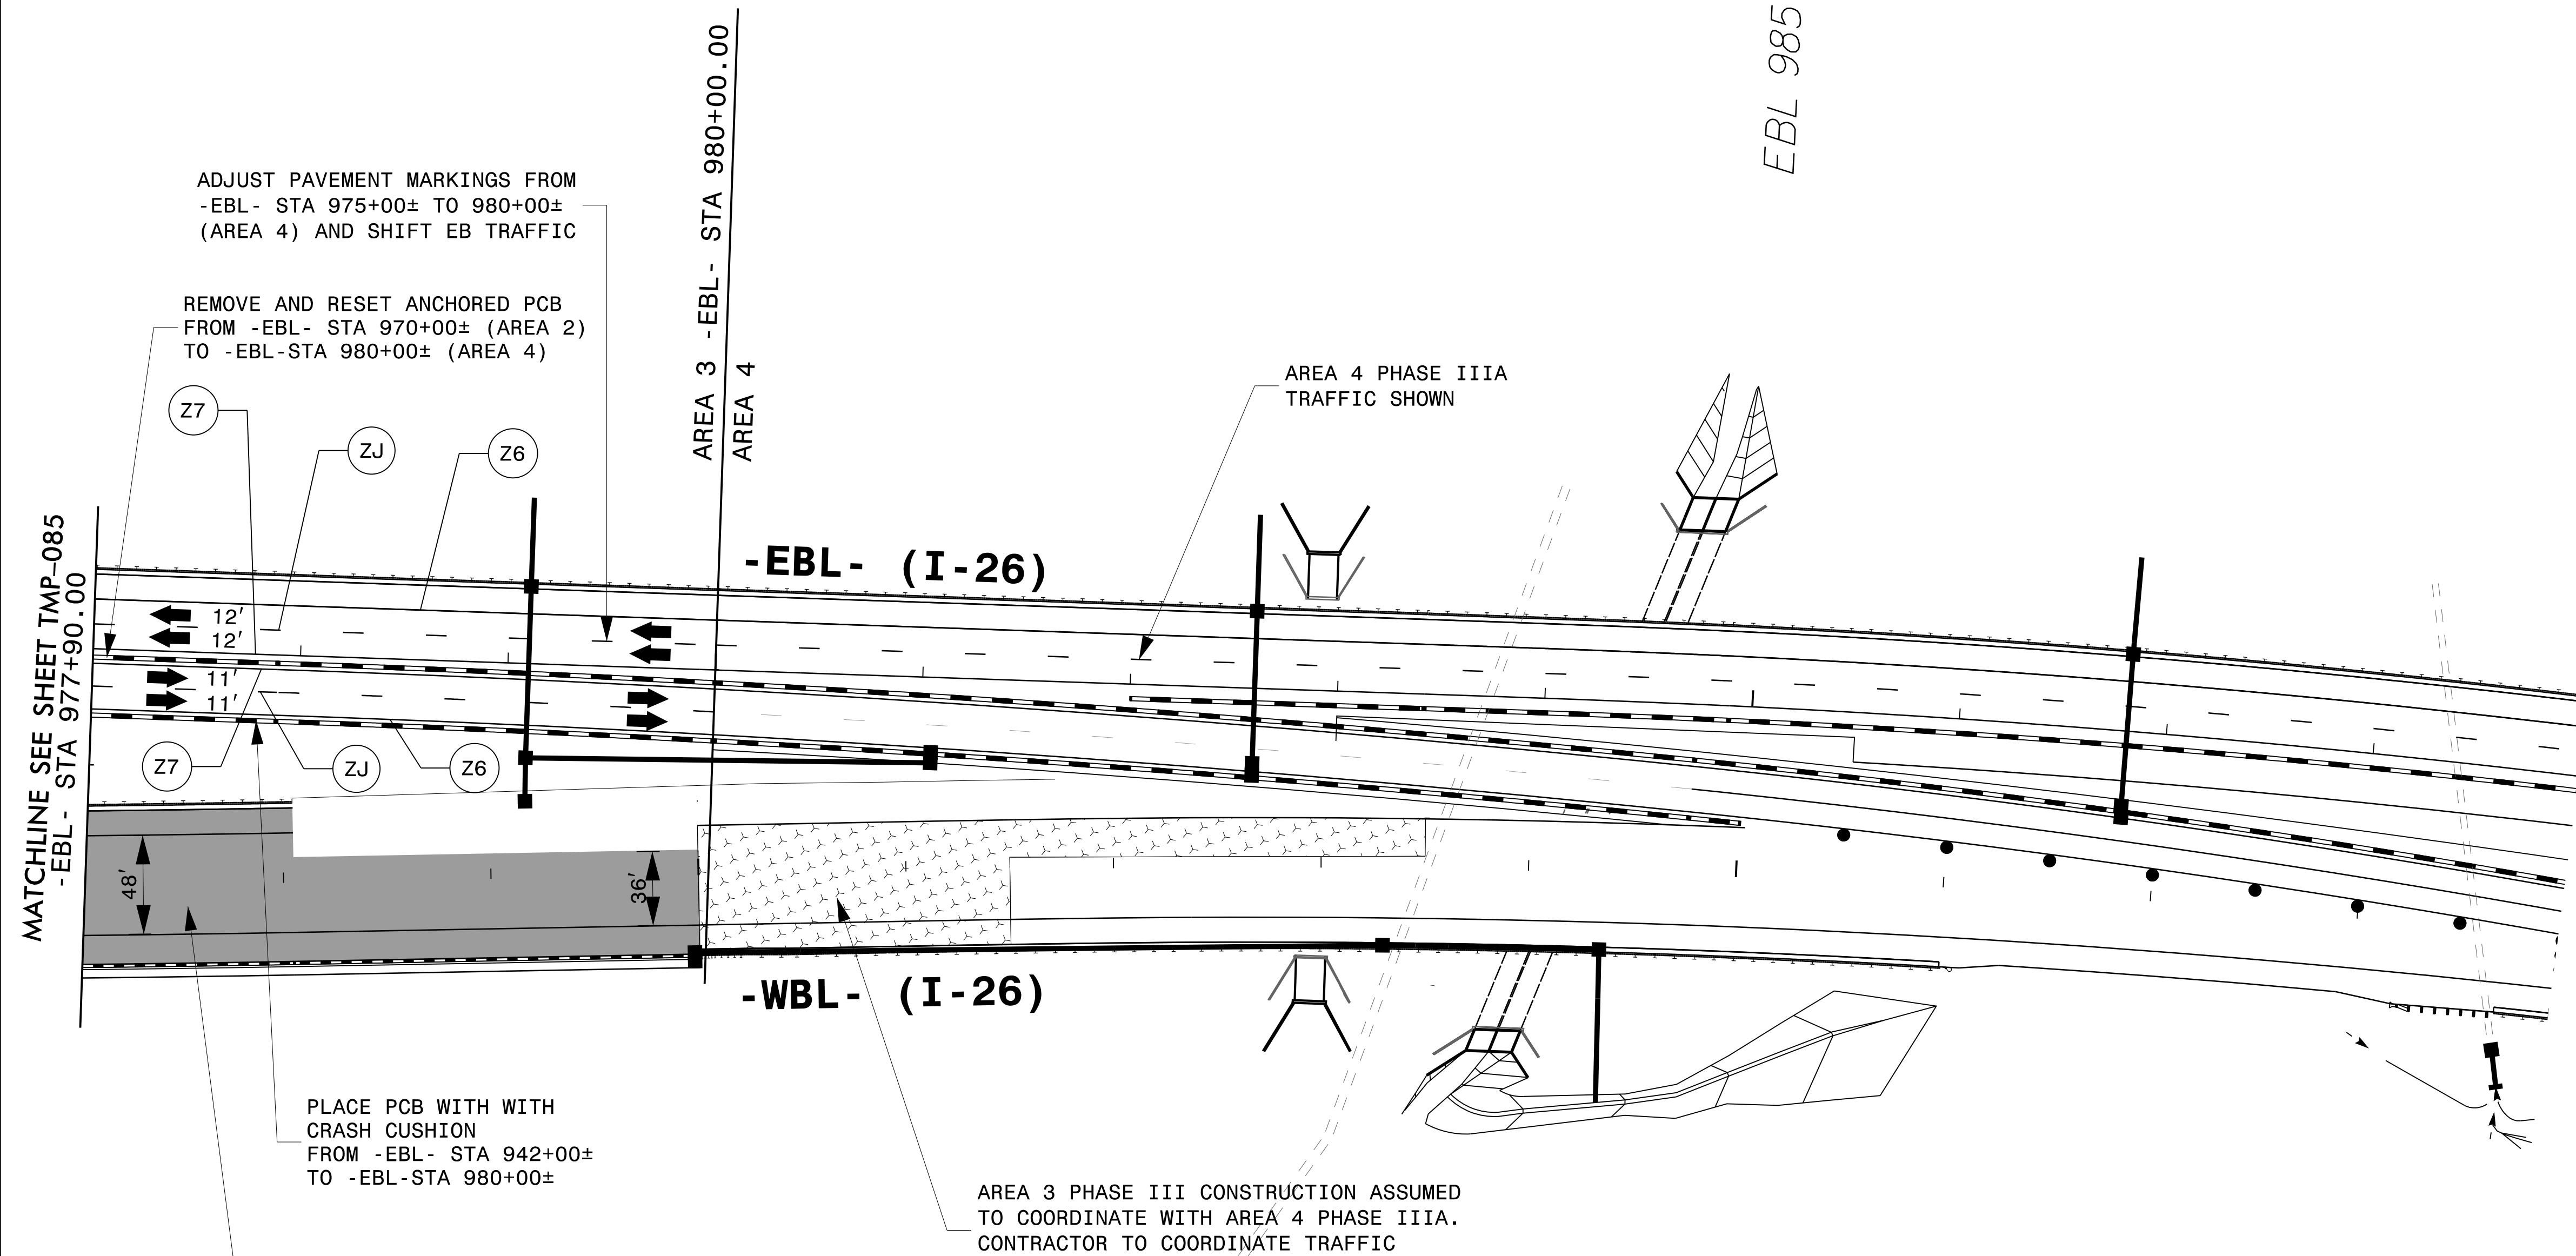 EBL 985
AREA 3 -EBL- STA 980+00.00
AREA 4
ADJUST PAVEMENT MARKINGS FROM
-EBL- STA 975+00± TO 980+00±
(AREA 4) AND SHIFT EB TRAFFIC
REMOVE AND RESET ANCHORED PCB
FROM -EBL- STA 970+00± (AREA 2)
TO -EBL-STA 980+00± (AREA 4)
AREA 4 PHASE IIIA
TRAFFIC SHOWN
Z7
ZJ
Z6
MATCHLINE SEE SHEET TMP-085
-EBL- STA 977+90.00
-EBL- (I-26)
12'
12'
11'
11'
Z7
ZJ
Z6
48'
36'
-WBL- (I-26)
PLACE PCB WITH WITH
CRASH CUSHION
FROM -EBL- STA 942+00±
TO -EBL-STA 980+00±
AREA 3 PHASE III CONSTRUCTION ASSUMED
TO COORDINATE WITH AREA 4 PHASE IIIA.
CONTRACTOR TO COORDINATE TRAFFIC